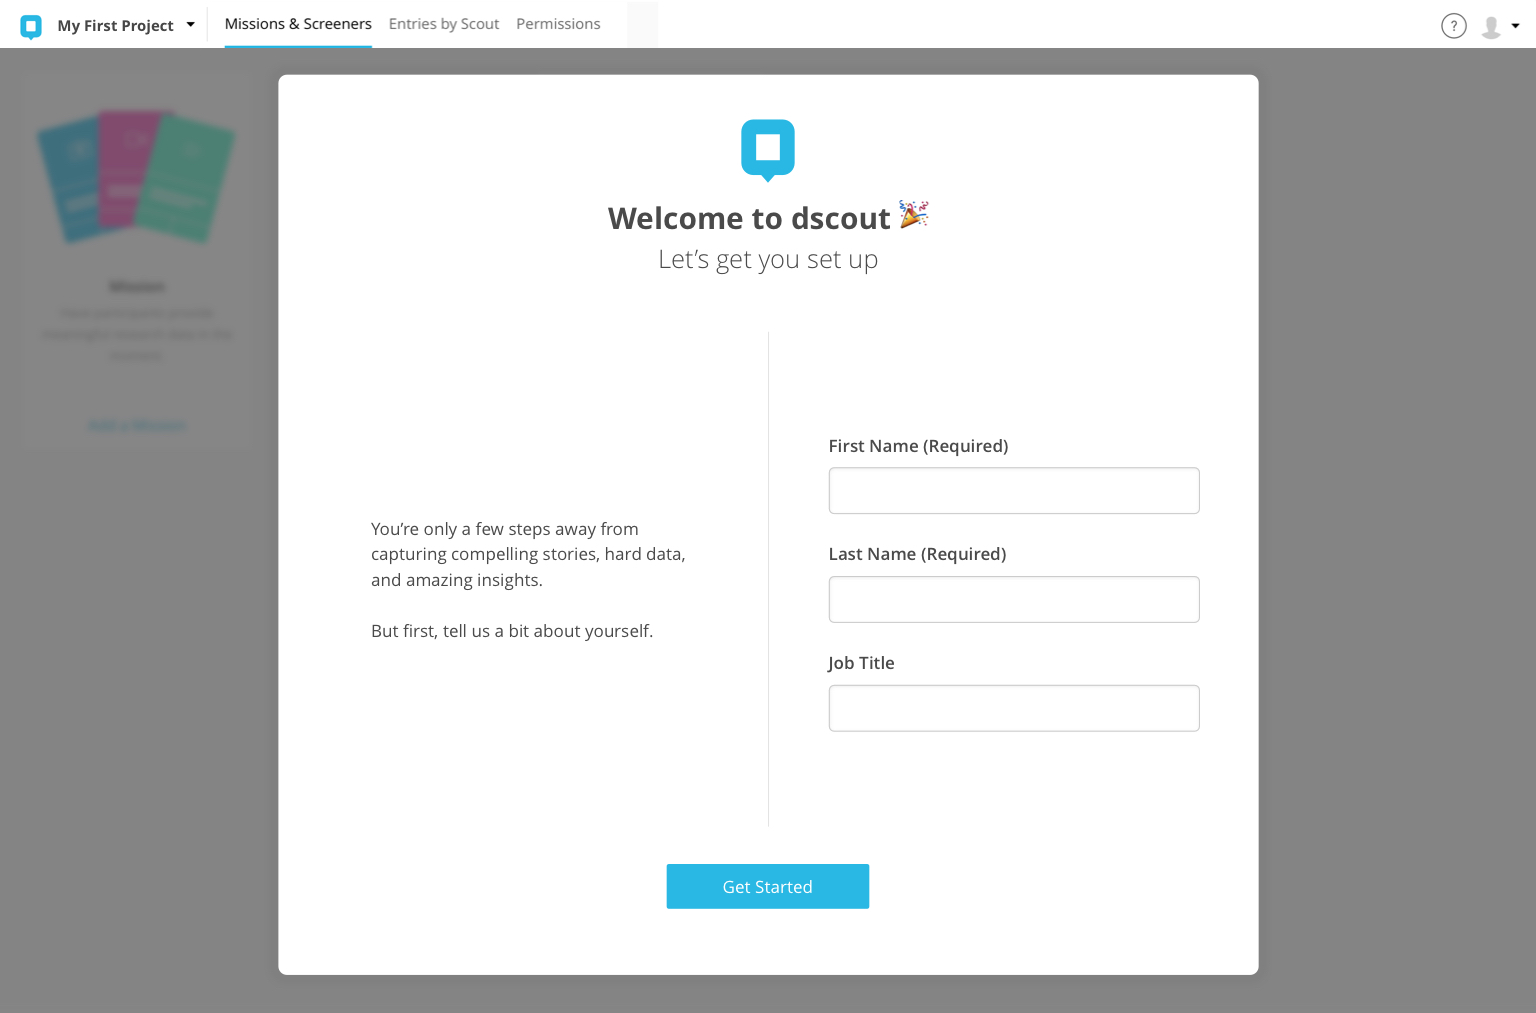 My First Project
Missions & Screeners
Entries by Scout
Permissions
?
Mission
Add a Mission
Welcome to dscout
Let’s get you set up
You’re only a few steps away from
capturing compelling stories, hard data,
and amazing insights.
But first, tell us a bit about yourself.
First Name (Required)
Last Name (Required)
Job Title
Get Started